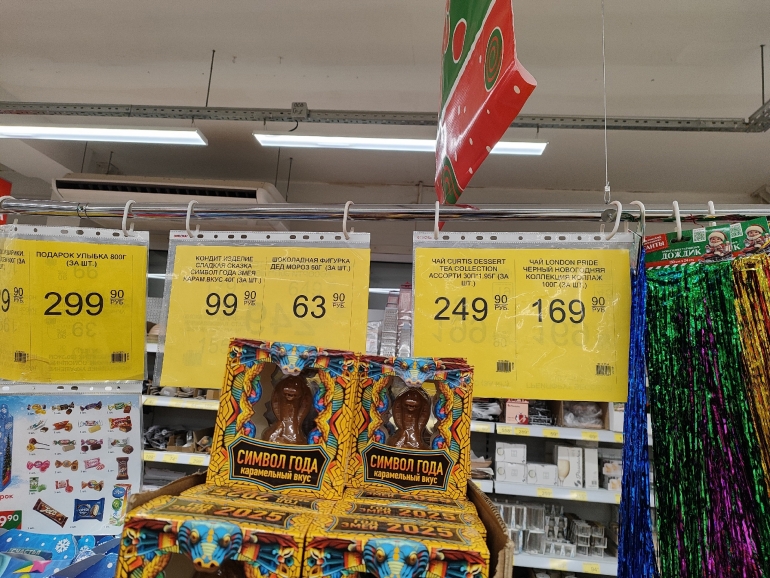 ПОДАРОК УЛЫБКА 800Г
(ЗА ШТ.)
299 90
РУБ.
КОНДИТ ИЗДЕЛИЕ
СЛАДКАЯ СКАЗКА
СИМВОЛ ГОДА ЗМЕЯ
КАРАМ ВКУС 40Г (ЗА ШТ.)
99 90
РУБ.
ШОКОЛАДНАЯ ФИГУРКА
ДЕД МОРОЗ 60Г (ЗА ШТ.)
63 90
РУБ.
ЧАЙ CURTIS DESSERT
TEA COLLECTION
АССОРТИ 30П*1.95Г (ЗА
ШТ.)
249 90
РУБ.
ЧАЙ LONDON PRIDE
ЧЕРНЫЙ НОВОГОДНЯЯ
КОЛЛЕКЦИЯ КОЛЛАЖ
100Г (ЗА ШТ.)
169 90
РУБ.
ДОЖДИК
СИМВОЛ ГОДА
карамельный вкус
СИМВОЛ ГОДА
карамельный вкус
2025
2025
2025